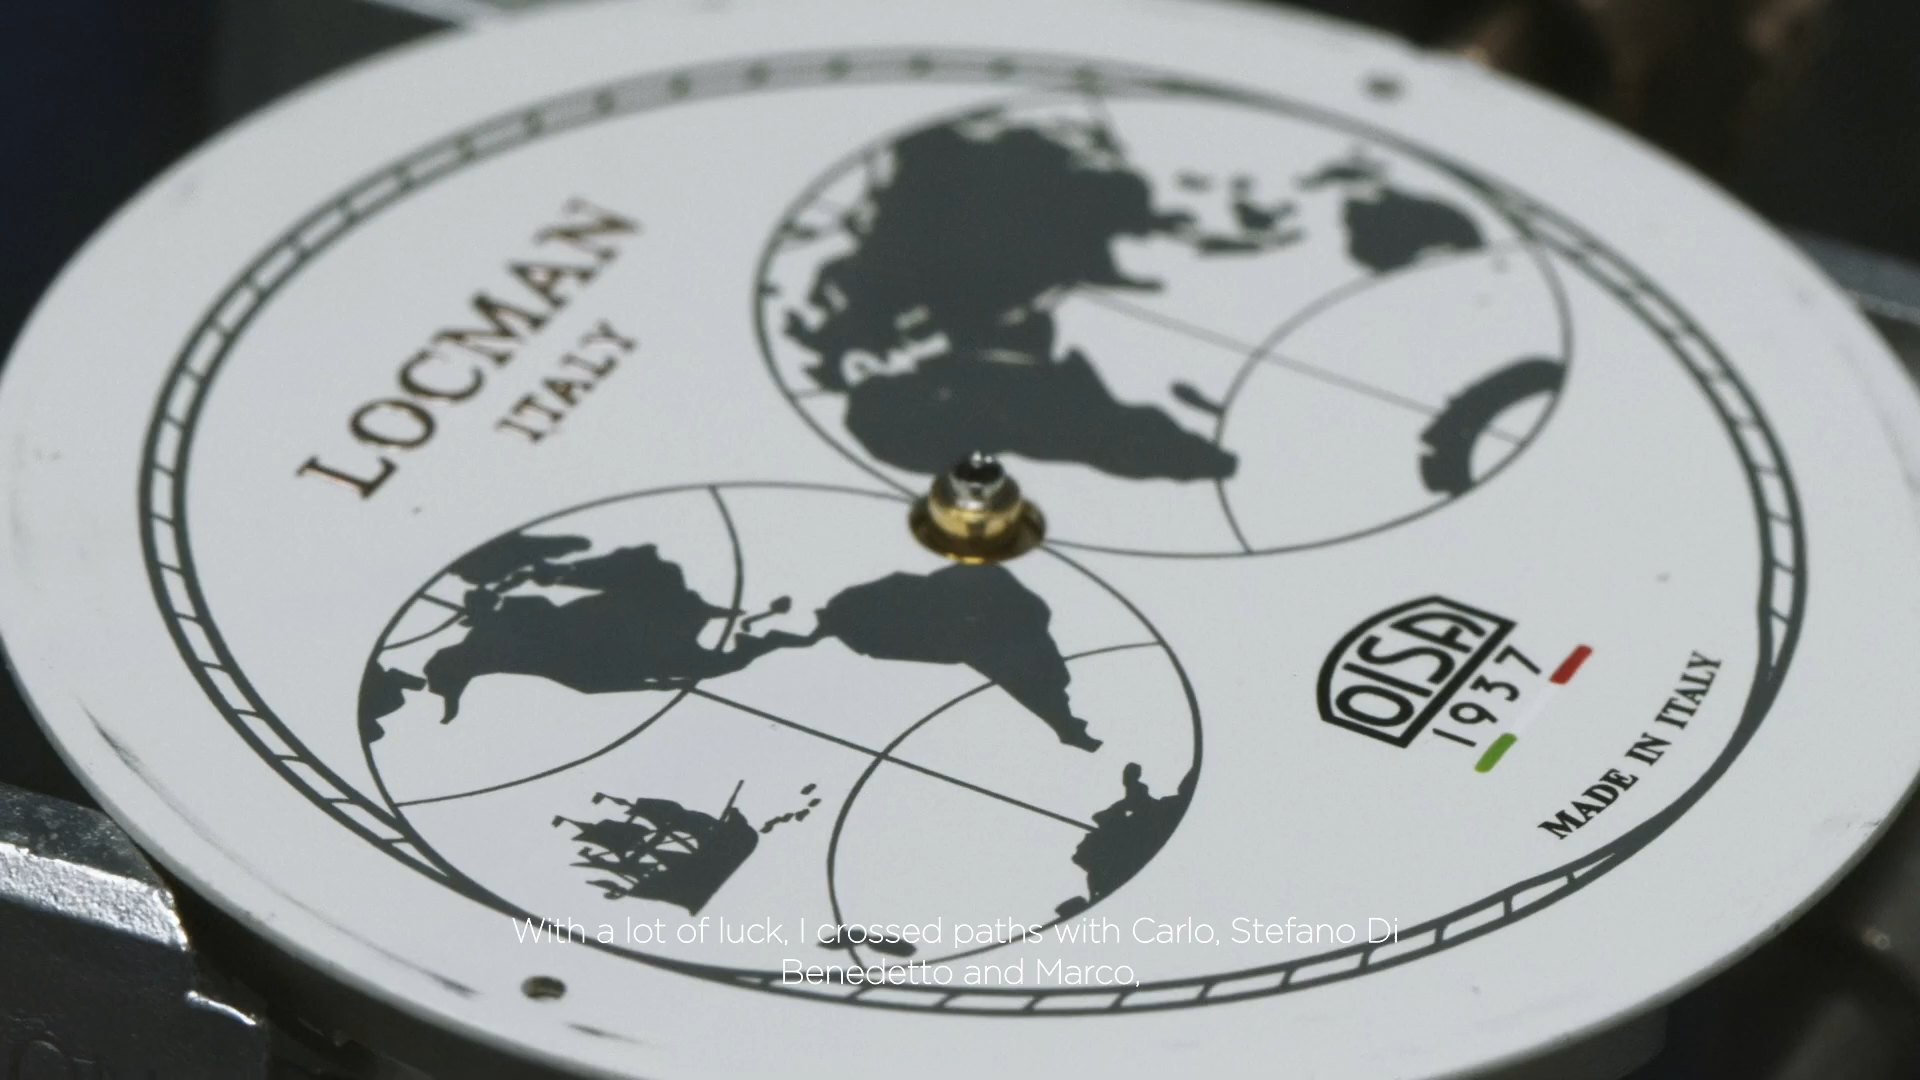 LOCMAN
ITALY
OISA
1937
MADE IN ITALY
With a lot of luck, I crossed paths with Carlo, Stefano Di
Benedetto and Marco,